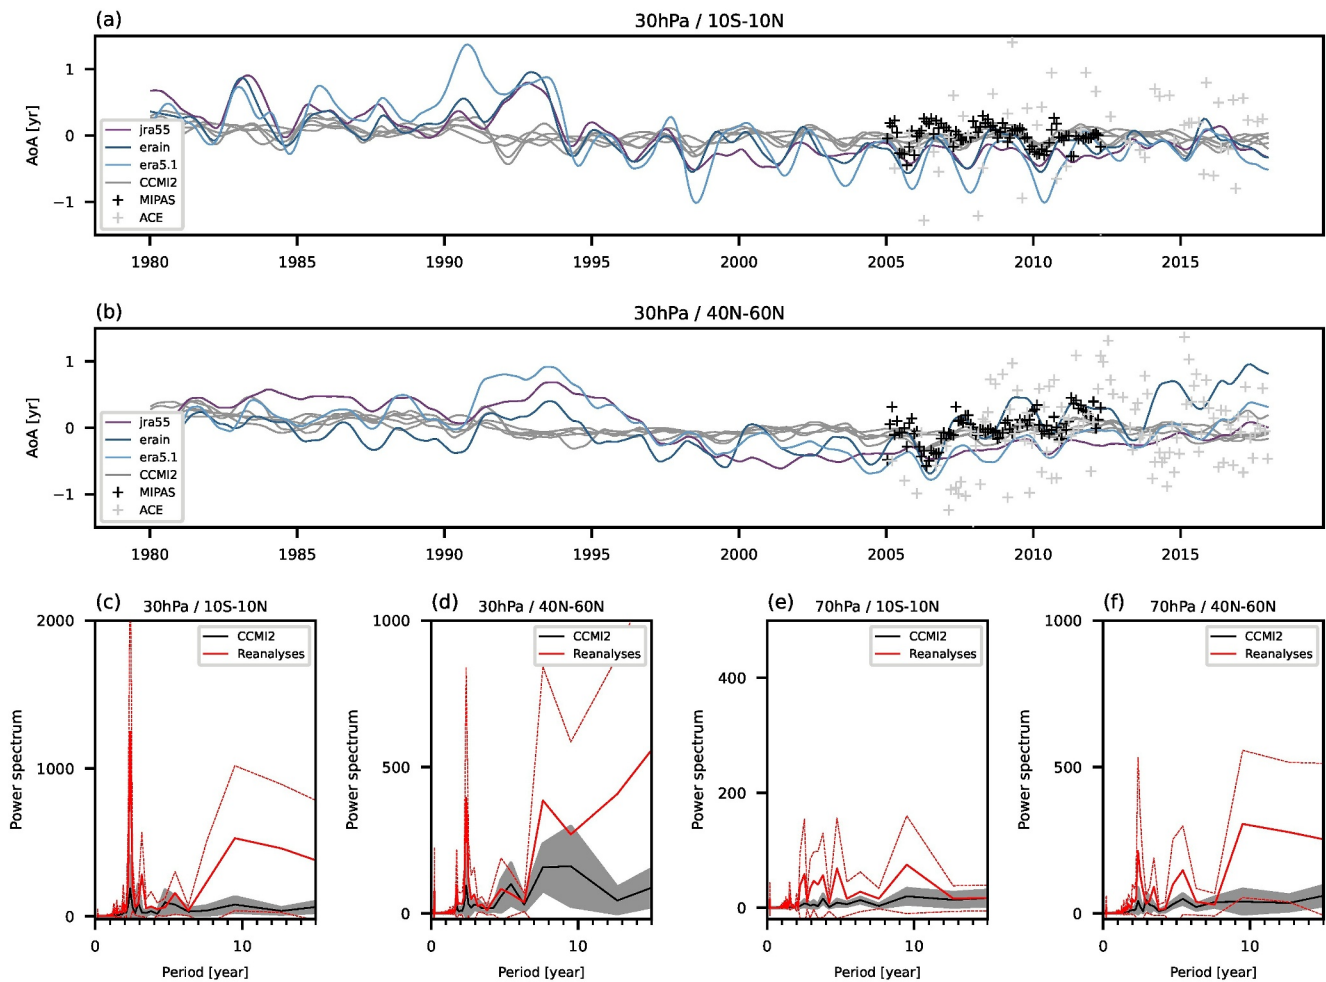 (a)
30hPa / 10S-10N
AoA [yr]
1
0
−1
jra55
erain
era5.1
CCMI2
MIPAS
ACE
1980 1985 1990 1995 2000 2005 2010 2015
(b)
30hPa / 40N-60N
AoA [yr]
1
0
−1
jra55
erain
era5.1
CCMI2
MIPAS
ACE
1980 1985 1990 1995 2000 2005 2010 2015
(c)
30hPa / 10S-10N
Power spectrum
2000
1000
0
CCMI2
Reanalyses
0 10
Period [year]
(d)
30hPa / 40N-60N
Power spectrum
1000
500
0
CCMI2
Reanalyses
0 10
Period [year]
(e)
70hPa / 10S-10N
Power spectrum
400
200
0
CCMI2
Reanalyses
0 10
Period [year]
(f)
70hPa / 40N-60N
Power spectrum
1000
500
0
CCMI2
Reanalyses
0 10
Period [year]